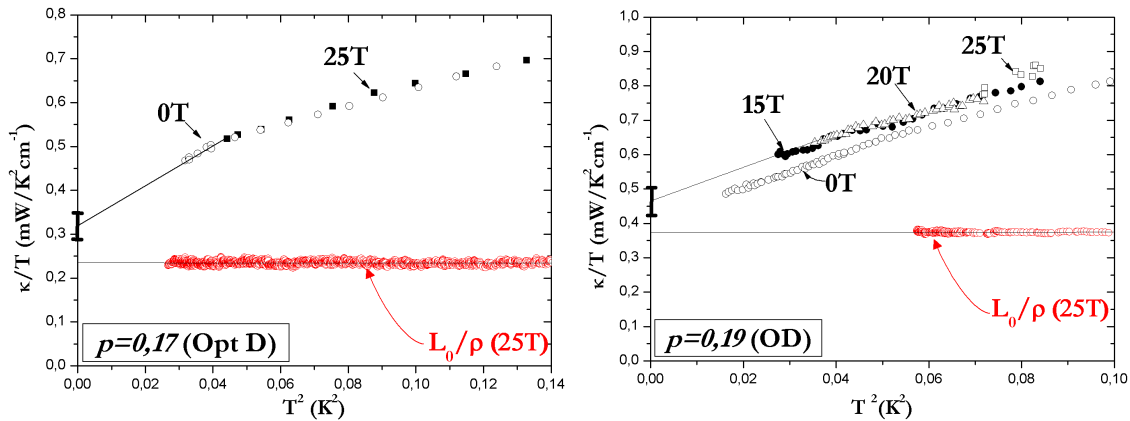 κ/T (mW/K²cm⁻¹)
0,8
0,7
0,6
0,5
0,4
0,3
0,2
0,1
0,0
25T
0T
L₀/ρ (25T)
p=0,17 (Opt D)
0,00 0,02 0,04 0,06 0,08 0,10 0,12 0,14
T² (K²)
κ/T (mW/K²cm⁻¹)
1,0
0,9
0,8
0,7
0,6
0,5
0,4
0,3
0,2
0,1
0,0
25T
20T
15T
0T
L₀/ρ (25T)
p=0,19 (OD)
0,00 0,02 0,04 0,06 0,08 0,10
T² (K²)